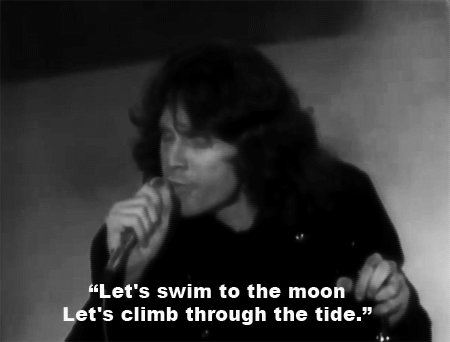 “Let's swim to the moon
Let's climb through the tide.”